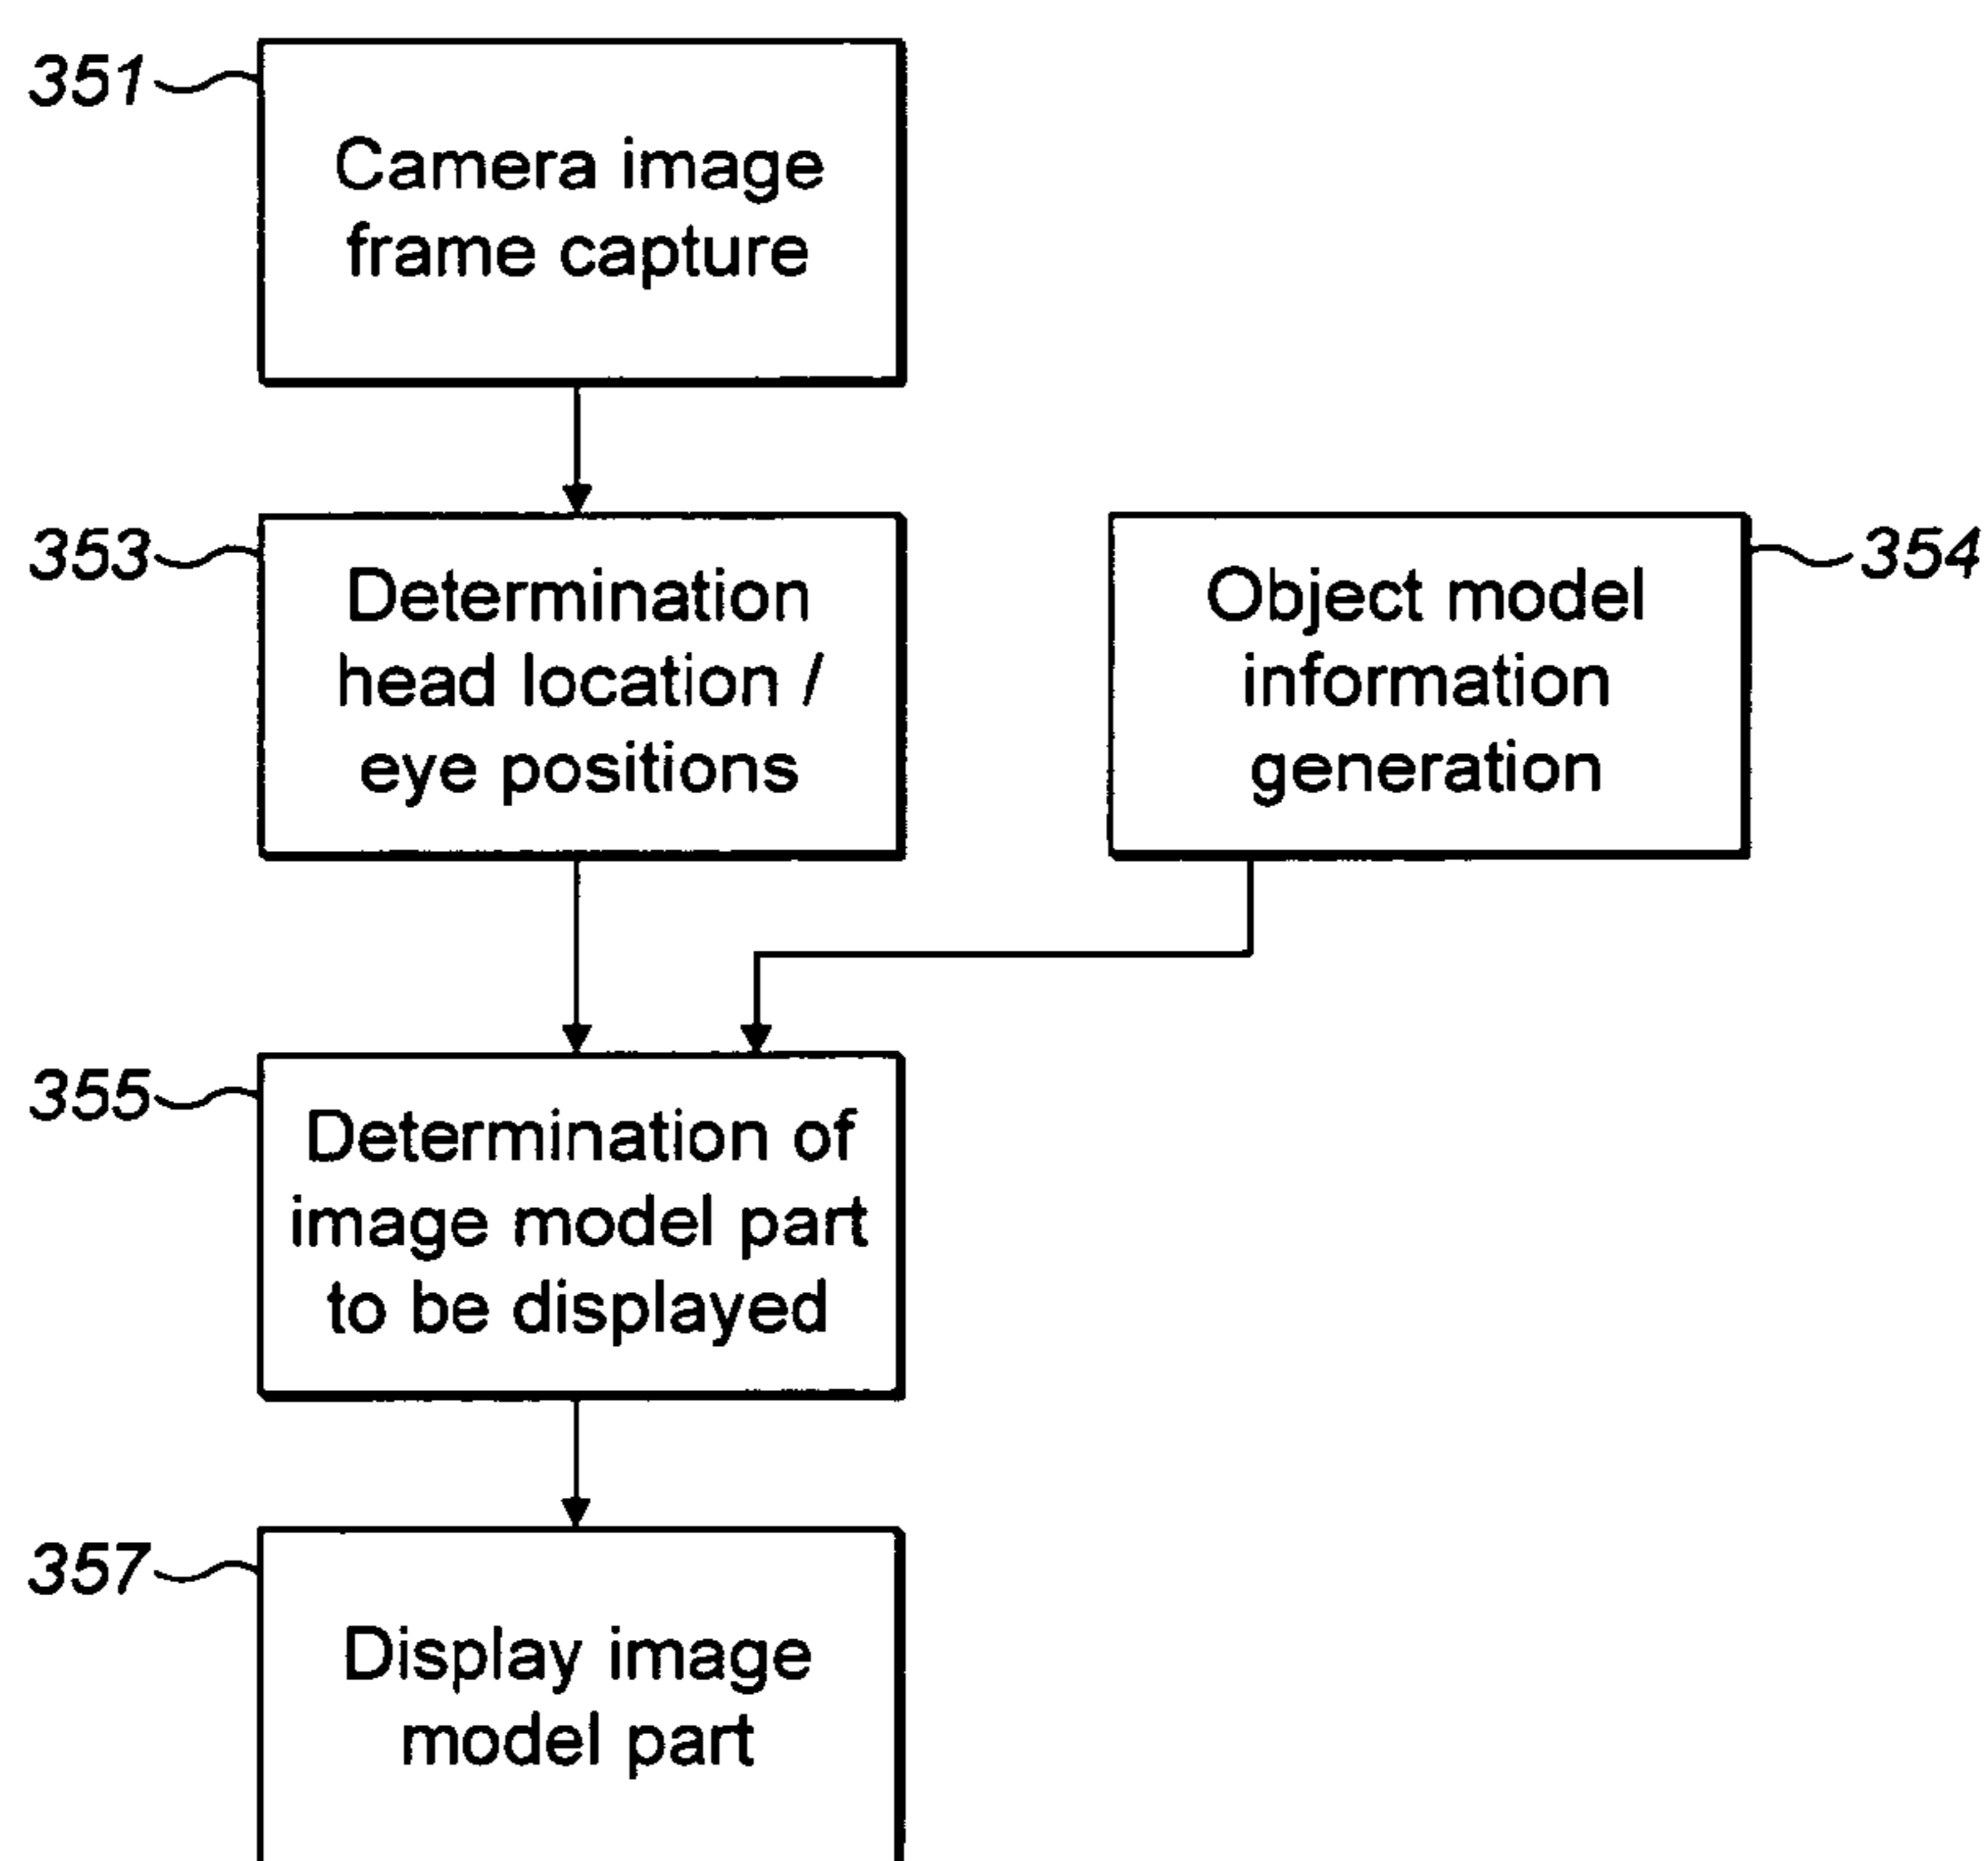 351
Camera image
frame capture
353
Determination
head location /
eye positions
354
Object model
information
generation
355
Determination of
image model part
to be displayed
357
Display image
model part